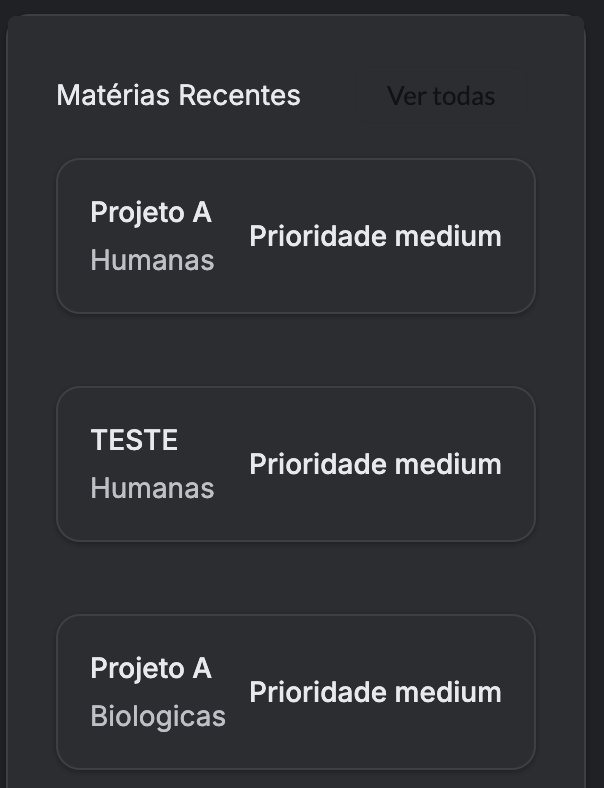 Matérias Recentes
Ver todas
Projeto A
Humanas
Prioridade medium
TESTE
Humanas
Prioridade medium
Projeto A
Biologicas
Prioridade medium